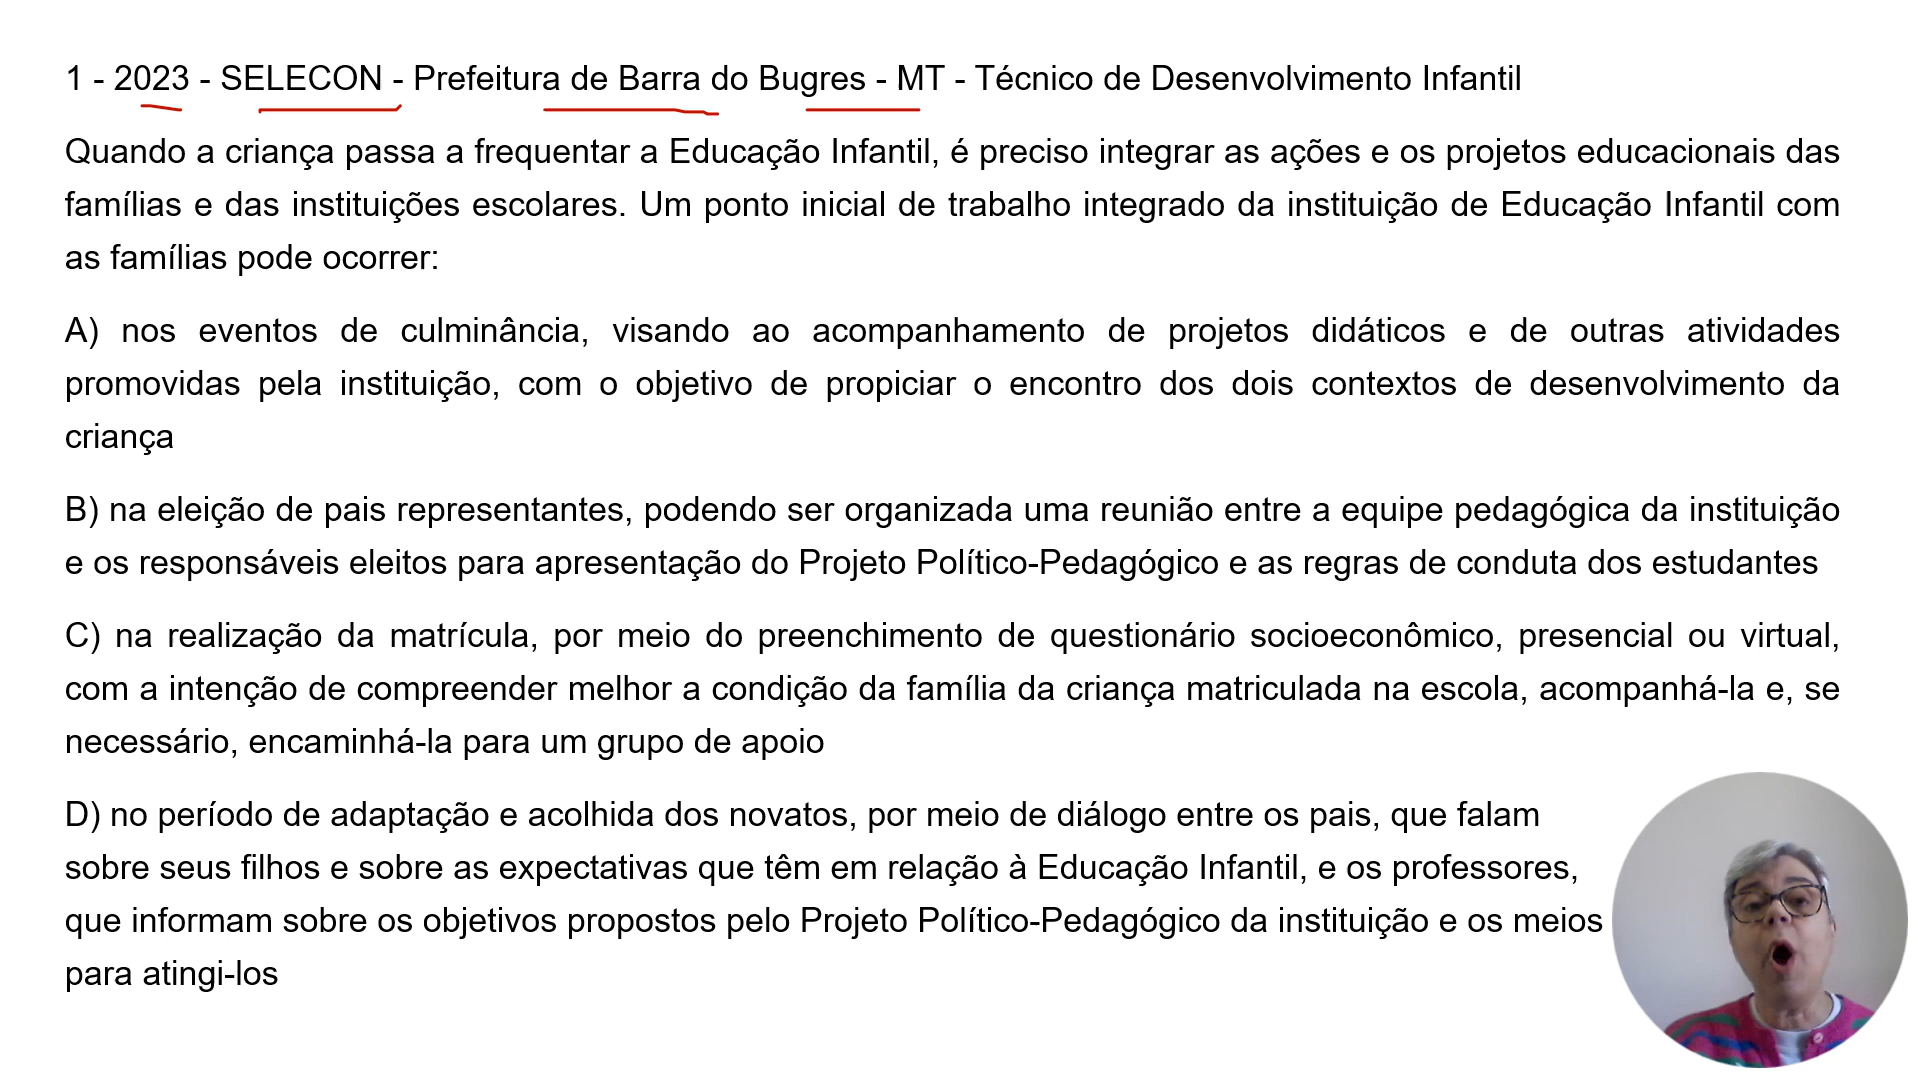 1 - 2023 - SELECON - Prefeitura de Barra do Bugres - MT - Técnico de Desenvolvimento Infantil
Quando a criança passa a frequentar a Educação Infantil, é preciso integrar as ações e os projetos educacionais das
famílias e das instituições escolares. Um ponto inicial de trabalho integrado da instituição de Educação Infantil com
as famílias pode ocorrer:
A) nos eventos de culminância, visando ao acompanhamento de projetos didáticos e de outras atividades
promovidas pela instituição, com o objetivo de propiciar o encontro dos dois contextos de desenvolvimento da
criança
B) na eleição de pais representantes, podendo ser organizada uma reunião entre a equipe pedagógica da instituição
e os responsáveis eleitos para apresentação do Projeto Político-Pedagógico e as regras de conduta dos estudantes
C) na realização da matrícula, por meio do preenchimento de questionário socioeconômico, presencial ou virtual,
com a intenção de compreender melhor a condição da família da criança matriculada na escola, acompanhá-la e, se
necessário, encaminhá-la para um grupo de apoio
D) no período de adaptação e acolhida dos novatos, por meio de diálogo entre os pais, que falam
sobre seus filhos e sobre as expectativas que têm em relação à Educação Infantil, e os professores,
que informam sobre os objetivos propostos pelo Projeto Político-Pedagógico da instituição e os meios
para atingi-los